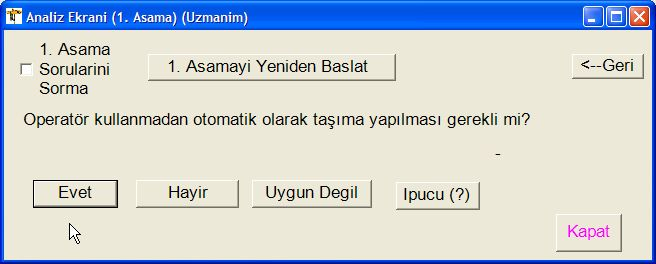 Analiz Ekrani (1. Asama) (Uzmanim)
1. Asama
Sorularini
Sorma
1. Asamayi Yeniden Baslat
<--Geri
Operatör kullanmadan otomatik olarak taşıma yapılması gerekli mi?
-
Evet
Hayir
Uygun Degil
Ipucu (?)
Kapat